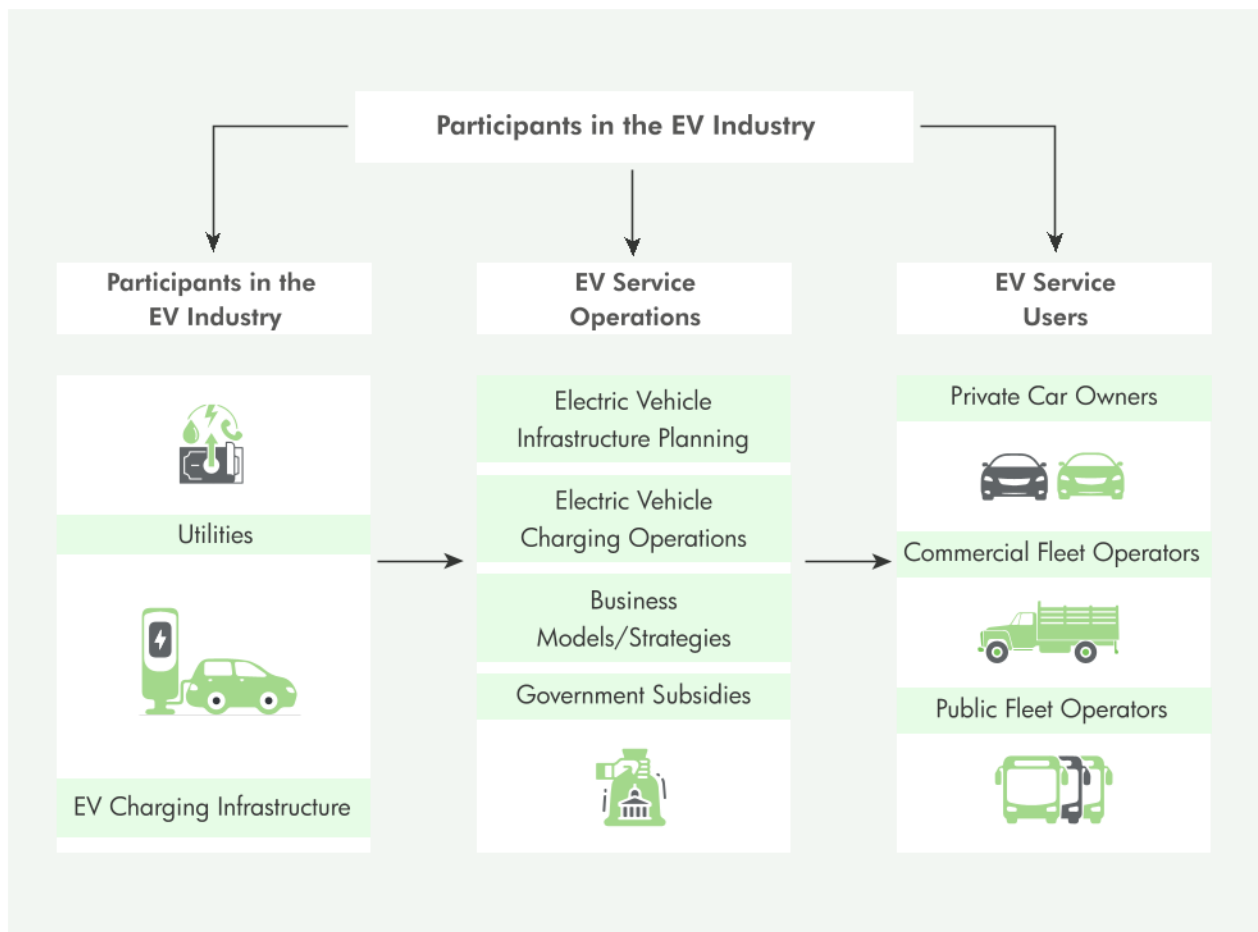 Participants in the EV Industry
Participants in the
EV Industry
Utilities
EV Charging Infrastructure
EV Service
Operations
Electric Vehicle
Infrastructure Planning
Electric Vehicle
Charging Operations
Business
Models/Strategies
Government Subsidies
EV Service
Users
Private Car Owners
Commercial Fleet Operators
Public Fleet Operators